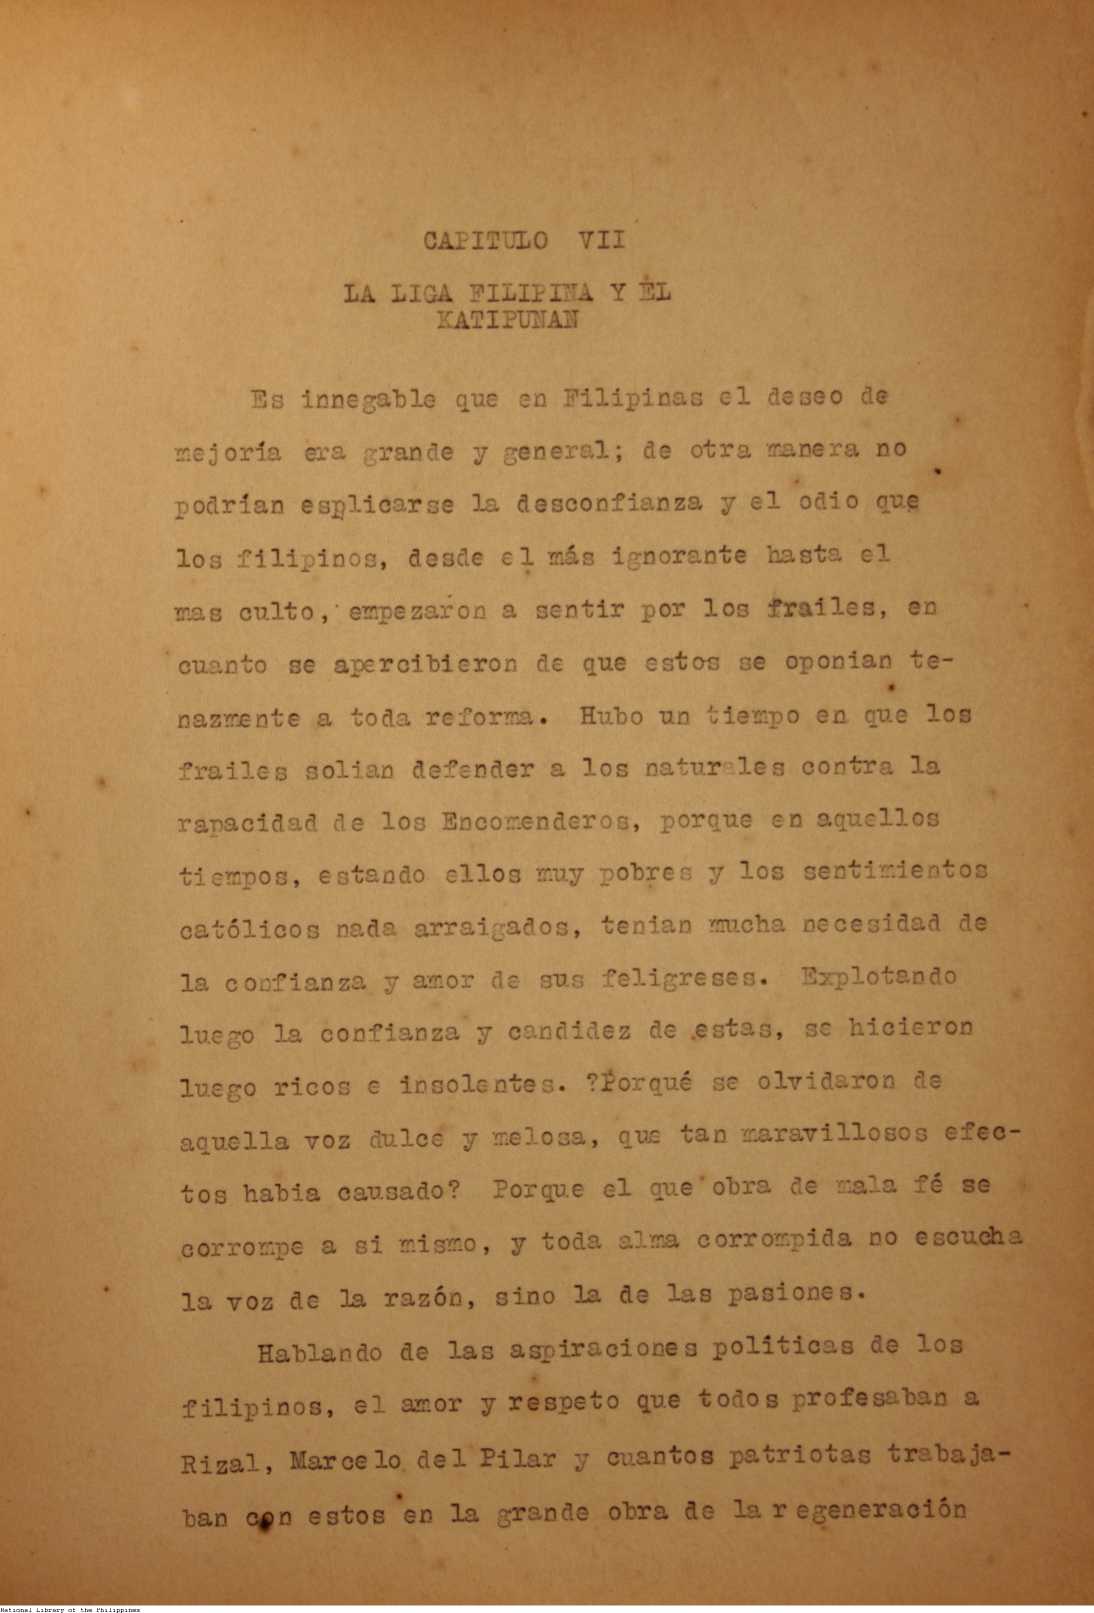 CAPITULO VII
LA LIGA FILIPINA Y EL
KATIPUNAN
Es innegable que en Filipinas el deseo de
mejoría era grande y general; de otra manera no
podrían esplicarse la desconfianza y el odio que
los filipinos, desde el más ignorante hasta el
mas culto, empezaron a sentir por los frailes, en
cuanto se apercibieron de que estos se oponian te-
nazmente a toda reforma. Hubo un tiempo en que los
frailes solian defender a los naturales contra la
rapacidad de los Encomenderos, porque en aquellos
tiempos, estando ellos muy pobres y los sentimientos
católicos nada arraigados, tenian mucha necesidad de
la confianza y amor de sus feligreses. Explotando
luego la confianza y candidez de estas, se hicieron
luego ricos e insolentes. ?Porqué se olvidaron de
aquella voz dulce y melosa, que tan maravillosos efec-
tos habia causado? Porque el que obra de mala fé se
corrompe a si mismo, y toda alma corrompida no escucha
la voz de la razón, sino la de las pasiones.
Hablando de las aspiraciones politicas de los
filipinos, el amor y respeto que todos profesaban a
Rizal, Marcelo del Pilar y cuantos patriotas trabaja-
ban con estos en la grande obra de la regeneración
National Library of the Philippines